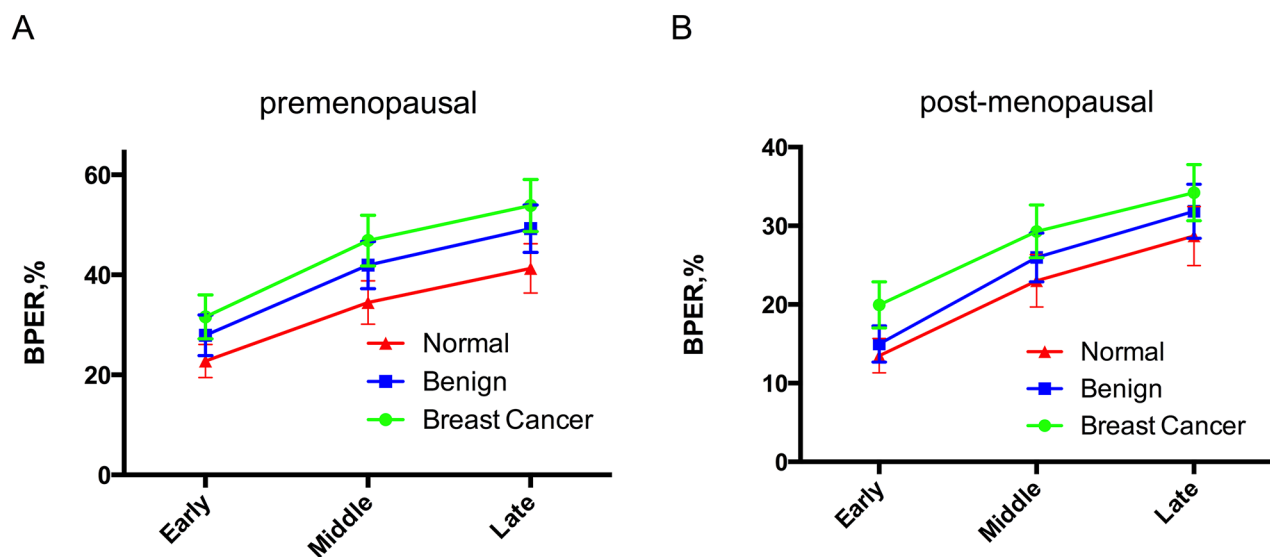 A
premenopausal
BPER,%
60
40
20
0
Normal
Benign
Breast Cancer
Early
Middle
Late
B
post-menopausal
BPER,%
40
30
20
10
0
Normal
Benign
Breast Cancer
Early
Middle
Late